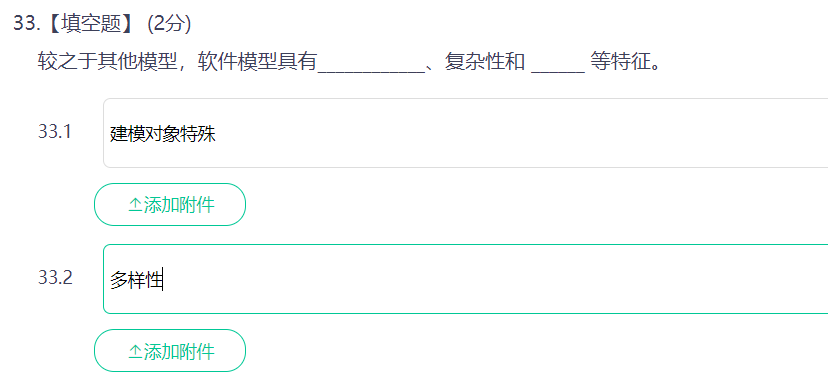 33.【填空题】 (2分)
较之于其他模型，软件模型具有____________、复杂性和 ______ 等特征。
33.1 建模对象特殊
添加附件
33.2 多样性
添加附件